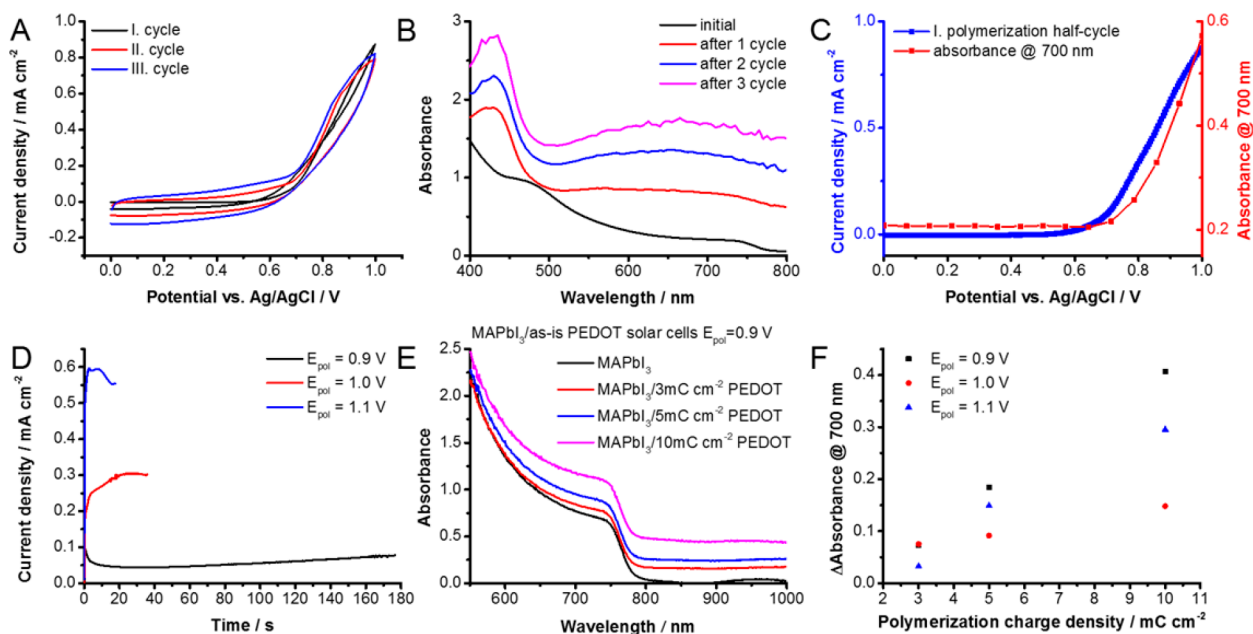 A
I. cycle
II. cycle
III. cycle
1.0
0.8
0.6
0.4
0.2
0.0
-0.2
Current density / mA cm⁻²
0.0 0.2 0.4 0.6 0.8 1.0
Potential vs. Ag/AgCl / V
B
initial
after 1 cycle
after 2 cycle
after 3 cycle
3
2
1
0
Absorbance
400 500 600 700 800
Wavelength / nm
C
I. polymerization half-cycle
absorbance @ 700 nm
1.0
0.5
0.0
Current density / mA cm⁻²
0.6
0.4
0.2
Absorbance @ 700 nm
0.0 0.2 0.4 0.6 0.8 1.0
Potential vs. Ag/AgCl / V
D
Epol = 0.9 V
Epol = 1.0 V
Epol = 1.1 V
0.6
0.5
0.4
0.3
0.2
0.1
0.0
Current density / mA cm⁻²
0 20 40 60 80 100 120 140 160 180
Time / s
MAPbI₃/as-is PEDOT solar cells Epol=0.9 V
E
MAPbI₃
MAPbI₃/3mC cm⁻² PEDOT
MAPbI₃/5mC cm⁻² PEDOT
MAPbI₃/10mC cm⁻² PEDOT
2.5
2.0
1.5
1.0
0.5
0.0
Absorbance
600 700 800 900 1000
Wavelength / nm
F
Epol = 0.9 V
Epol = 1.0 V
Epol = 1.1 V
0.4
0.3
0.2
0.1
0.0
ΔAbsorbance @ 700 nm
2 3 4 5 6 7 8 9 10 11
Polymerization charge density / mC cm⁻²